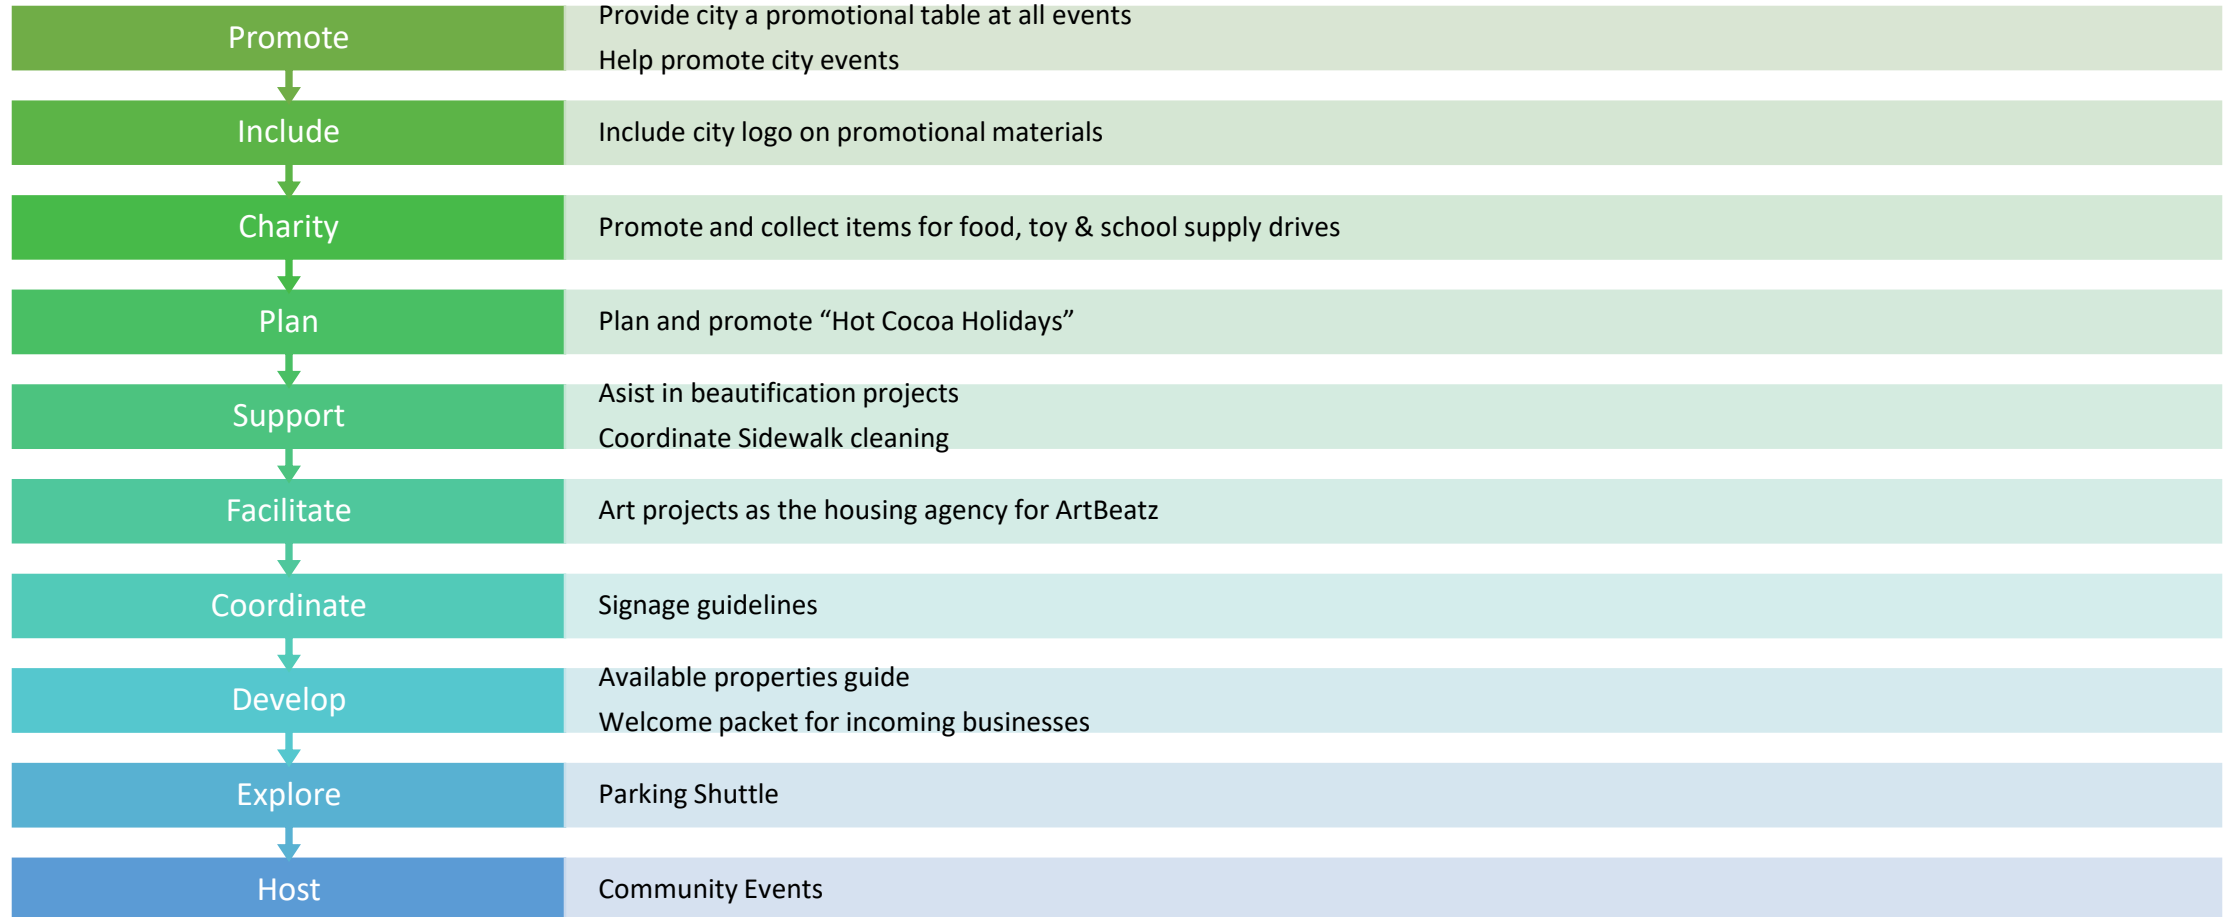 Promote
Provide city a promotional table at all events
Help promote city events
Include
Include city logo on promotional materials
Charity
Promote and collect items for food, toy & school supply drives
Plan
Plan and promote “Hot Cocoa Holidays”
Support
Asist in beautification projects
Coordinate Sidewalk cleaning
Facilitate
Art projects as the housing agency for ArtBeatz
Coordinate
Signage guidelines
Develop
Available properties guide
Welcome packet for incoming businesses
Explore
Parking Shuttle
Host
Community Events